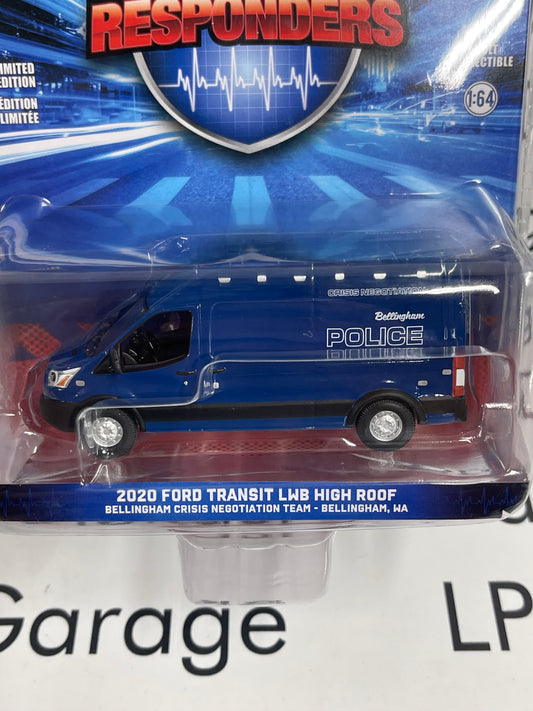 RESPONDERS
LIMITED
EDITION
ÉDITION
LIMITÉE
1:64
CRISIS NEGOTIATION
Bellingham
POLICE
2020 FORD TRANSIT LWB HIGH ROOF
BELLINGHAM CRISIS NEGOTIATION TEAM - BELLINGHAM, WA
Garage LP